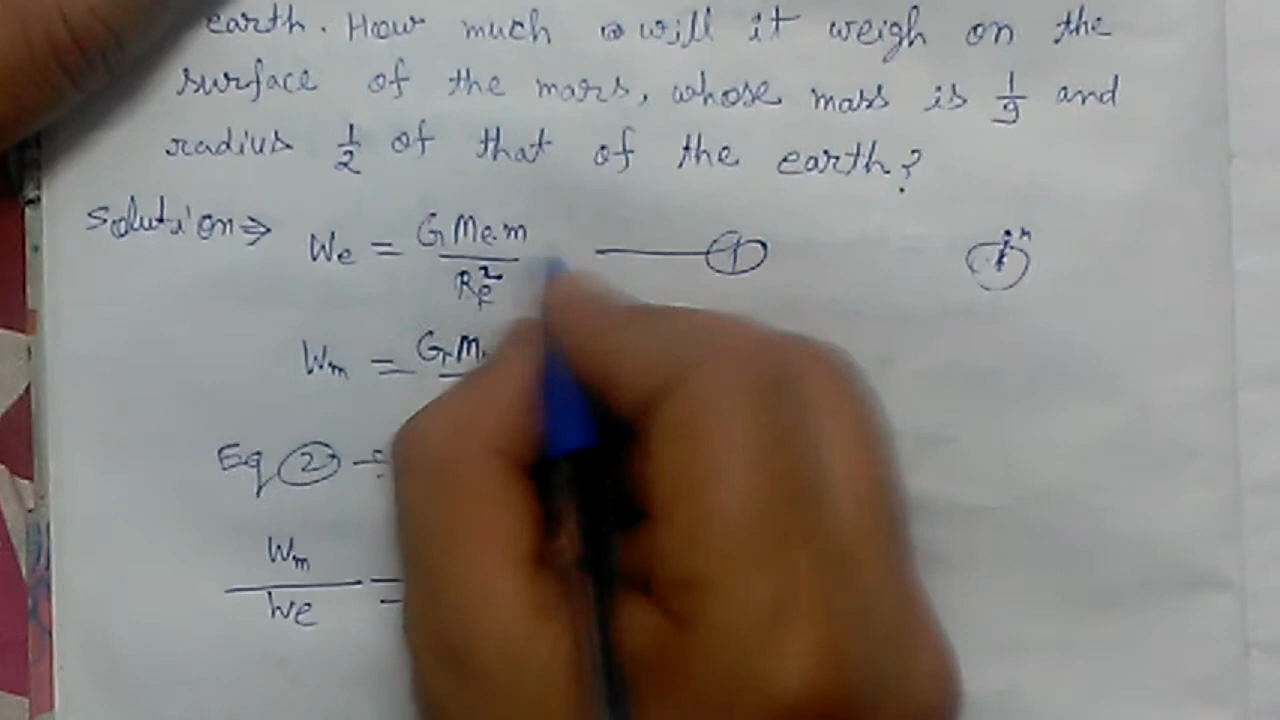 earth. How much will it weigh on the
surface of the mars, whose mass is 1/9 and
radius 1/2 of that of the earth?
Solution ⇒ We = GMe.m / Re² —— ①
Wm = GM
Eq ② ÷
Wm / We =